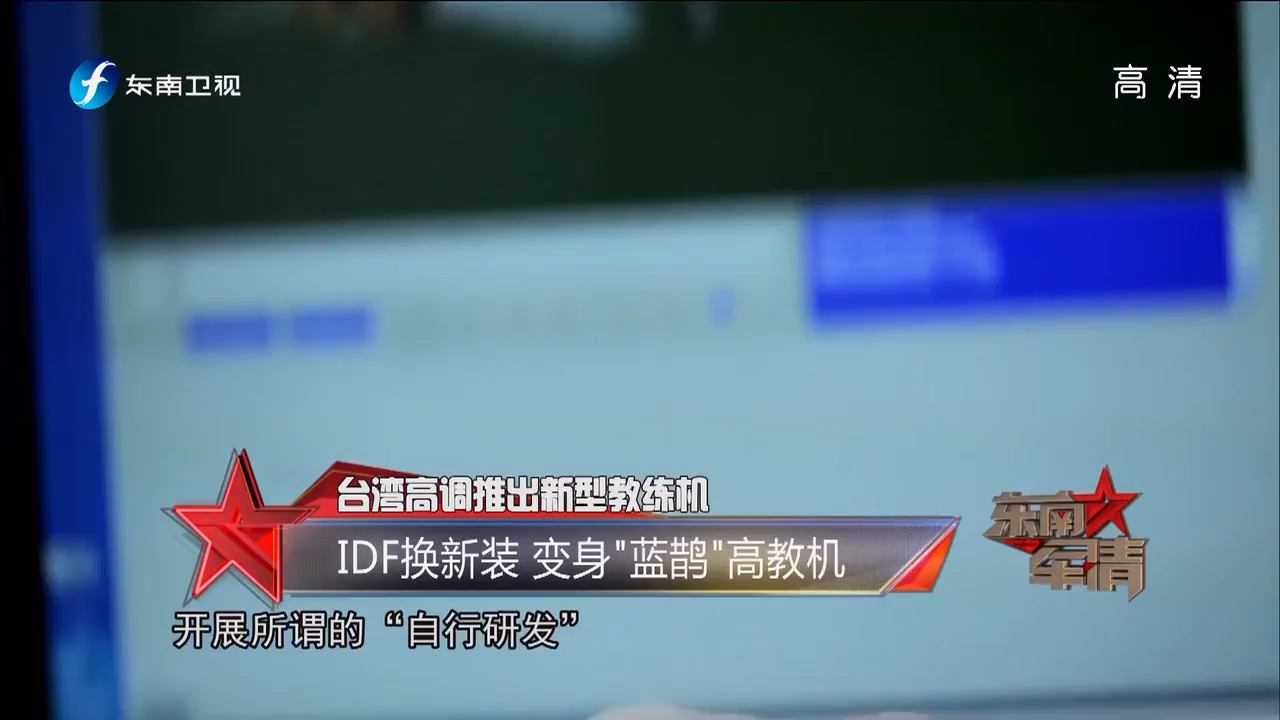 东南卫视
高清
台湾高调推出新型教练机
IDF换新装 变身"蓝鹊"高教机
东南军情
开展所谓的“自行研发”